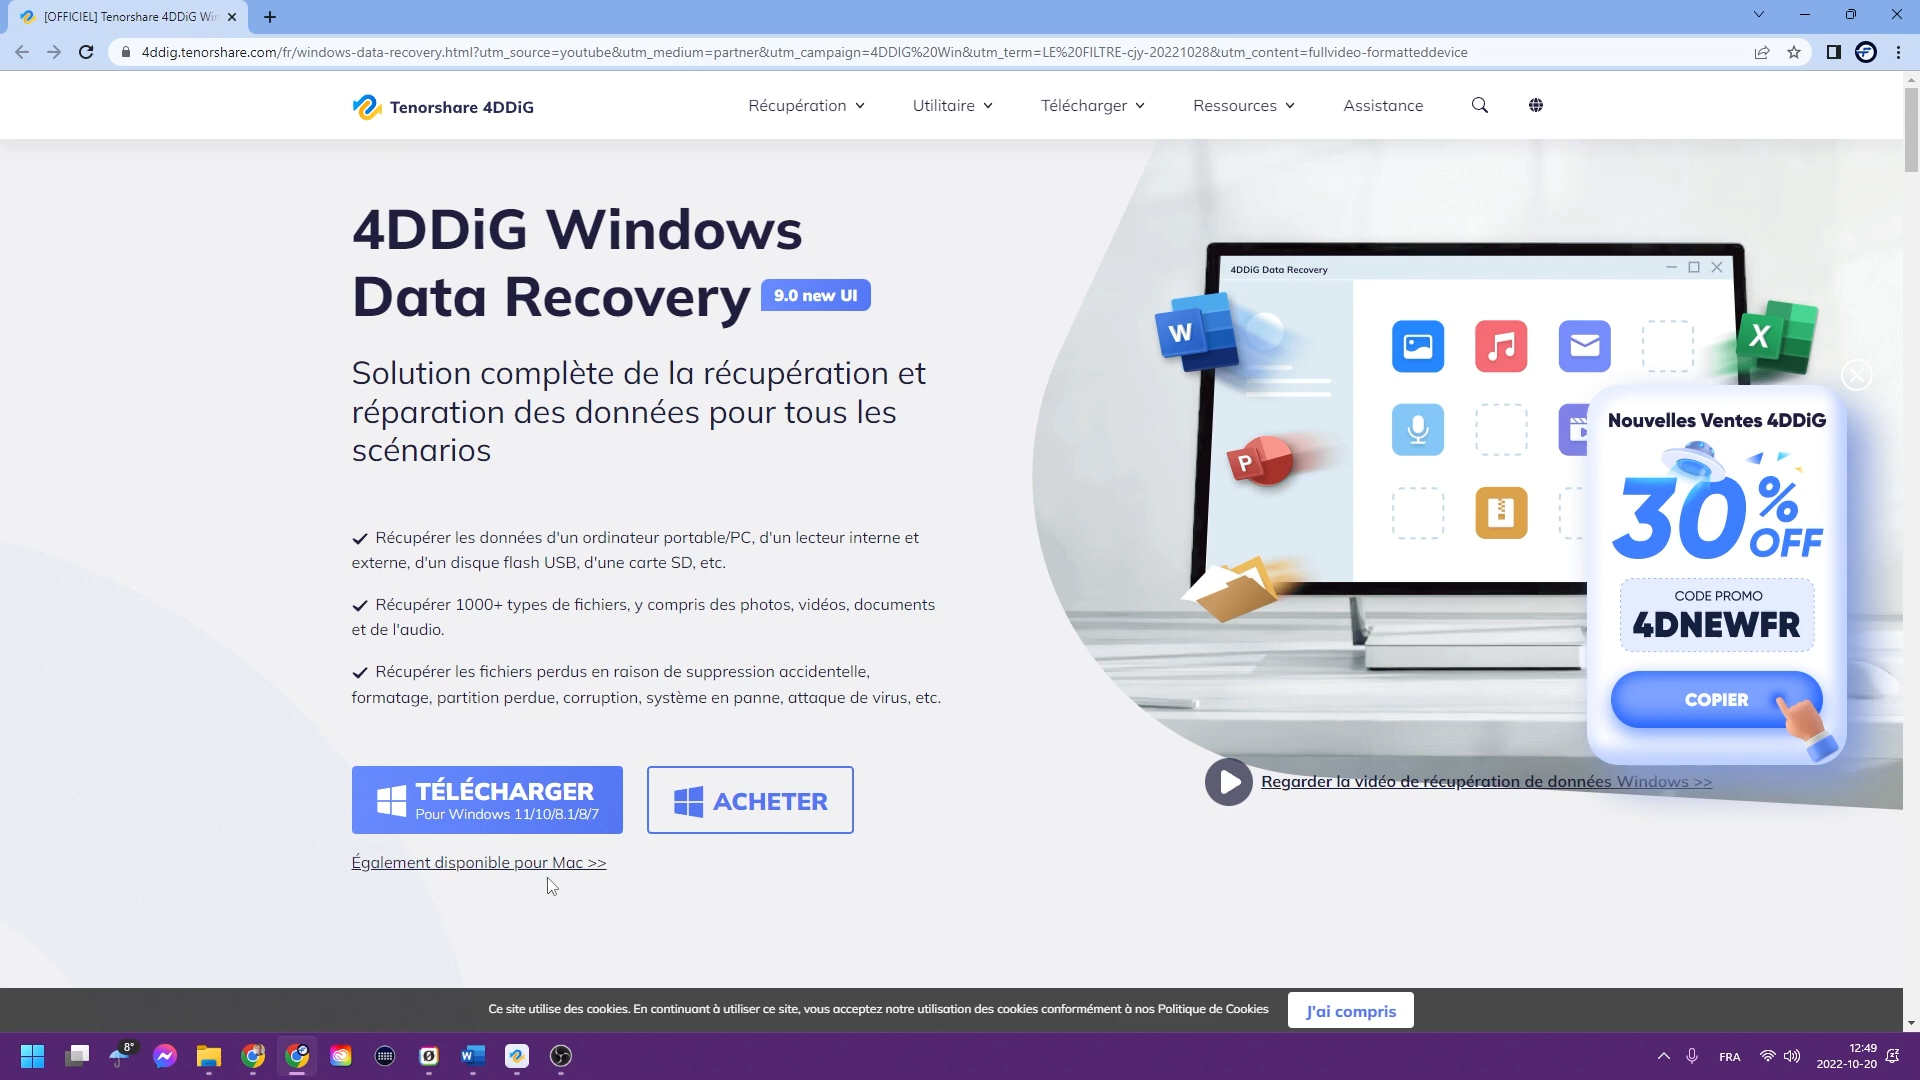 [OFFICIEL] Tenorshare 4DDiG Wir
4ddig.tenorshare.com/fr/windows-data-recovery.html?utm_source=youtube&utm_medium=partner&utm_campaign=4DDIG%20Win&utm_term=LE%20FILTRE-cjy-20221028&utm_content=fullvideo-formatteddevice
Tenorshare 4DDiG
Récupération
Utilitaire
Télécharger
Ressources
Assistance
4DDiG Windows
Data Recovery
9.0 new UI
Solution complète de la récupération et
réparation des données pour tous les
scénarios
Récupérer les données d'un ordinateur portable/PC, d'un lecteur interne et
externe, d'un disque flash USB, d'une carte SD, etc.
Récupérer 1000+ types de fichiers, y compris des photos, vidéos, documents
et de l'audio.
Récupérer les fichiers perdus en raison de suppression accidentelle,
formatage, partition perdue, corruption, système en panne, attaque de virus, etc.
TÉLÉCHARGER
Pour Windows 11/10/8.1/8/7
ACHETER
Également disponible pour Mac >>
4DDiG Data Recovery
W
X
P
Nouvelles Ventes 4DDiG
30% OFF
CODE PROMO
4DNEWFR
COPIER
Regarder la vidéo de récupération de données Windows >>
Ce site utilise des cookies. En continuant à utiliser ce site, vous acceptez notre utilisation des cookies conformément à nos Politique de Cookies
J'ai compris
8°
W
FRA
12:49
2022-10-20